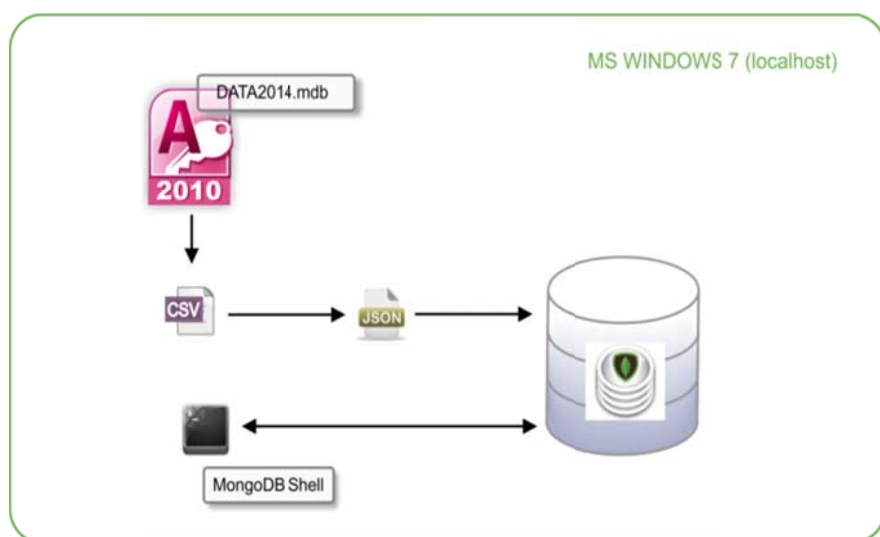 MS WINDOWS 7 (localhost)
DATA2014.mdb
A
2010
CSV
JSON
MongoDB Shell